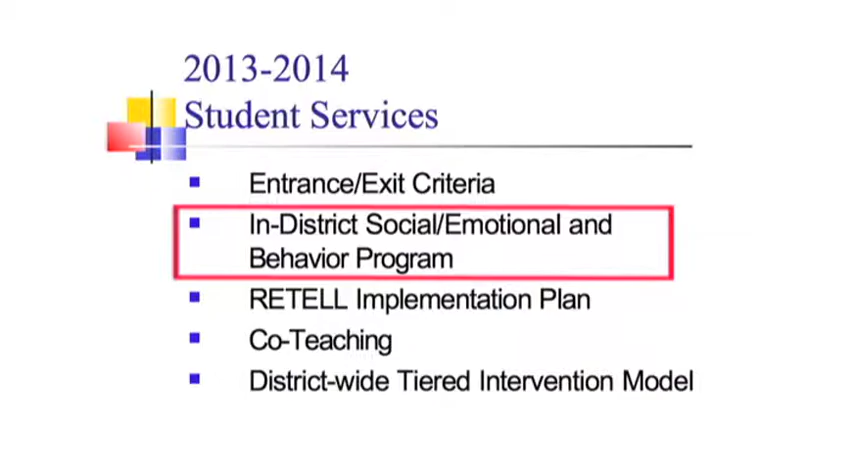 2013-2014
Student Services
Entrance/Exit Criteria
In-District Social/Emotional and
Behavior Program
RETELL Implementation Plan
Co-Teaching
District-wide Tiered Intervention Model